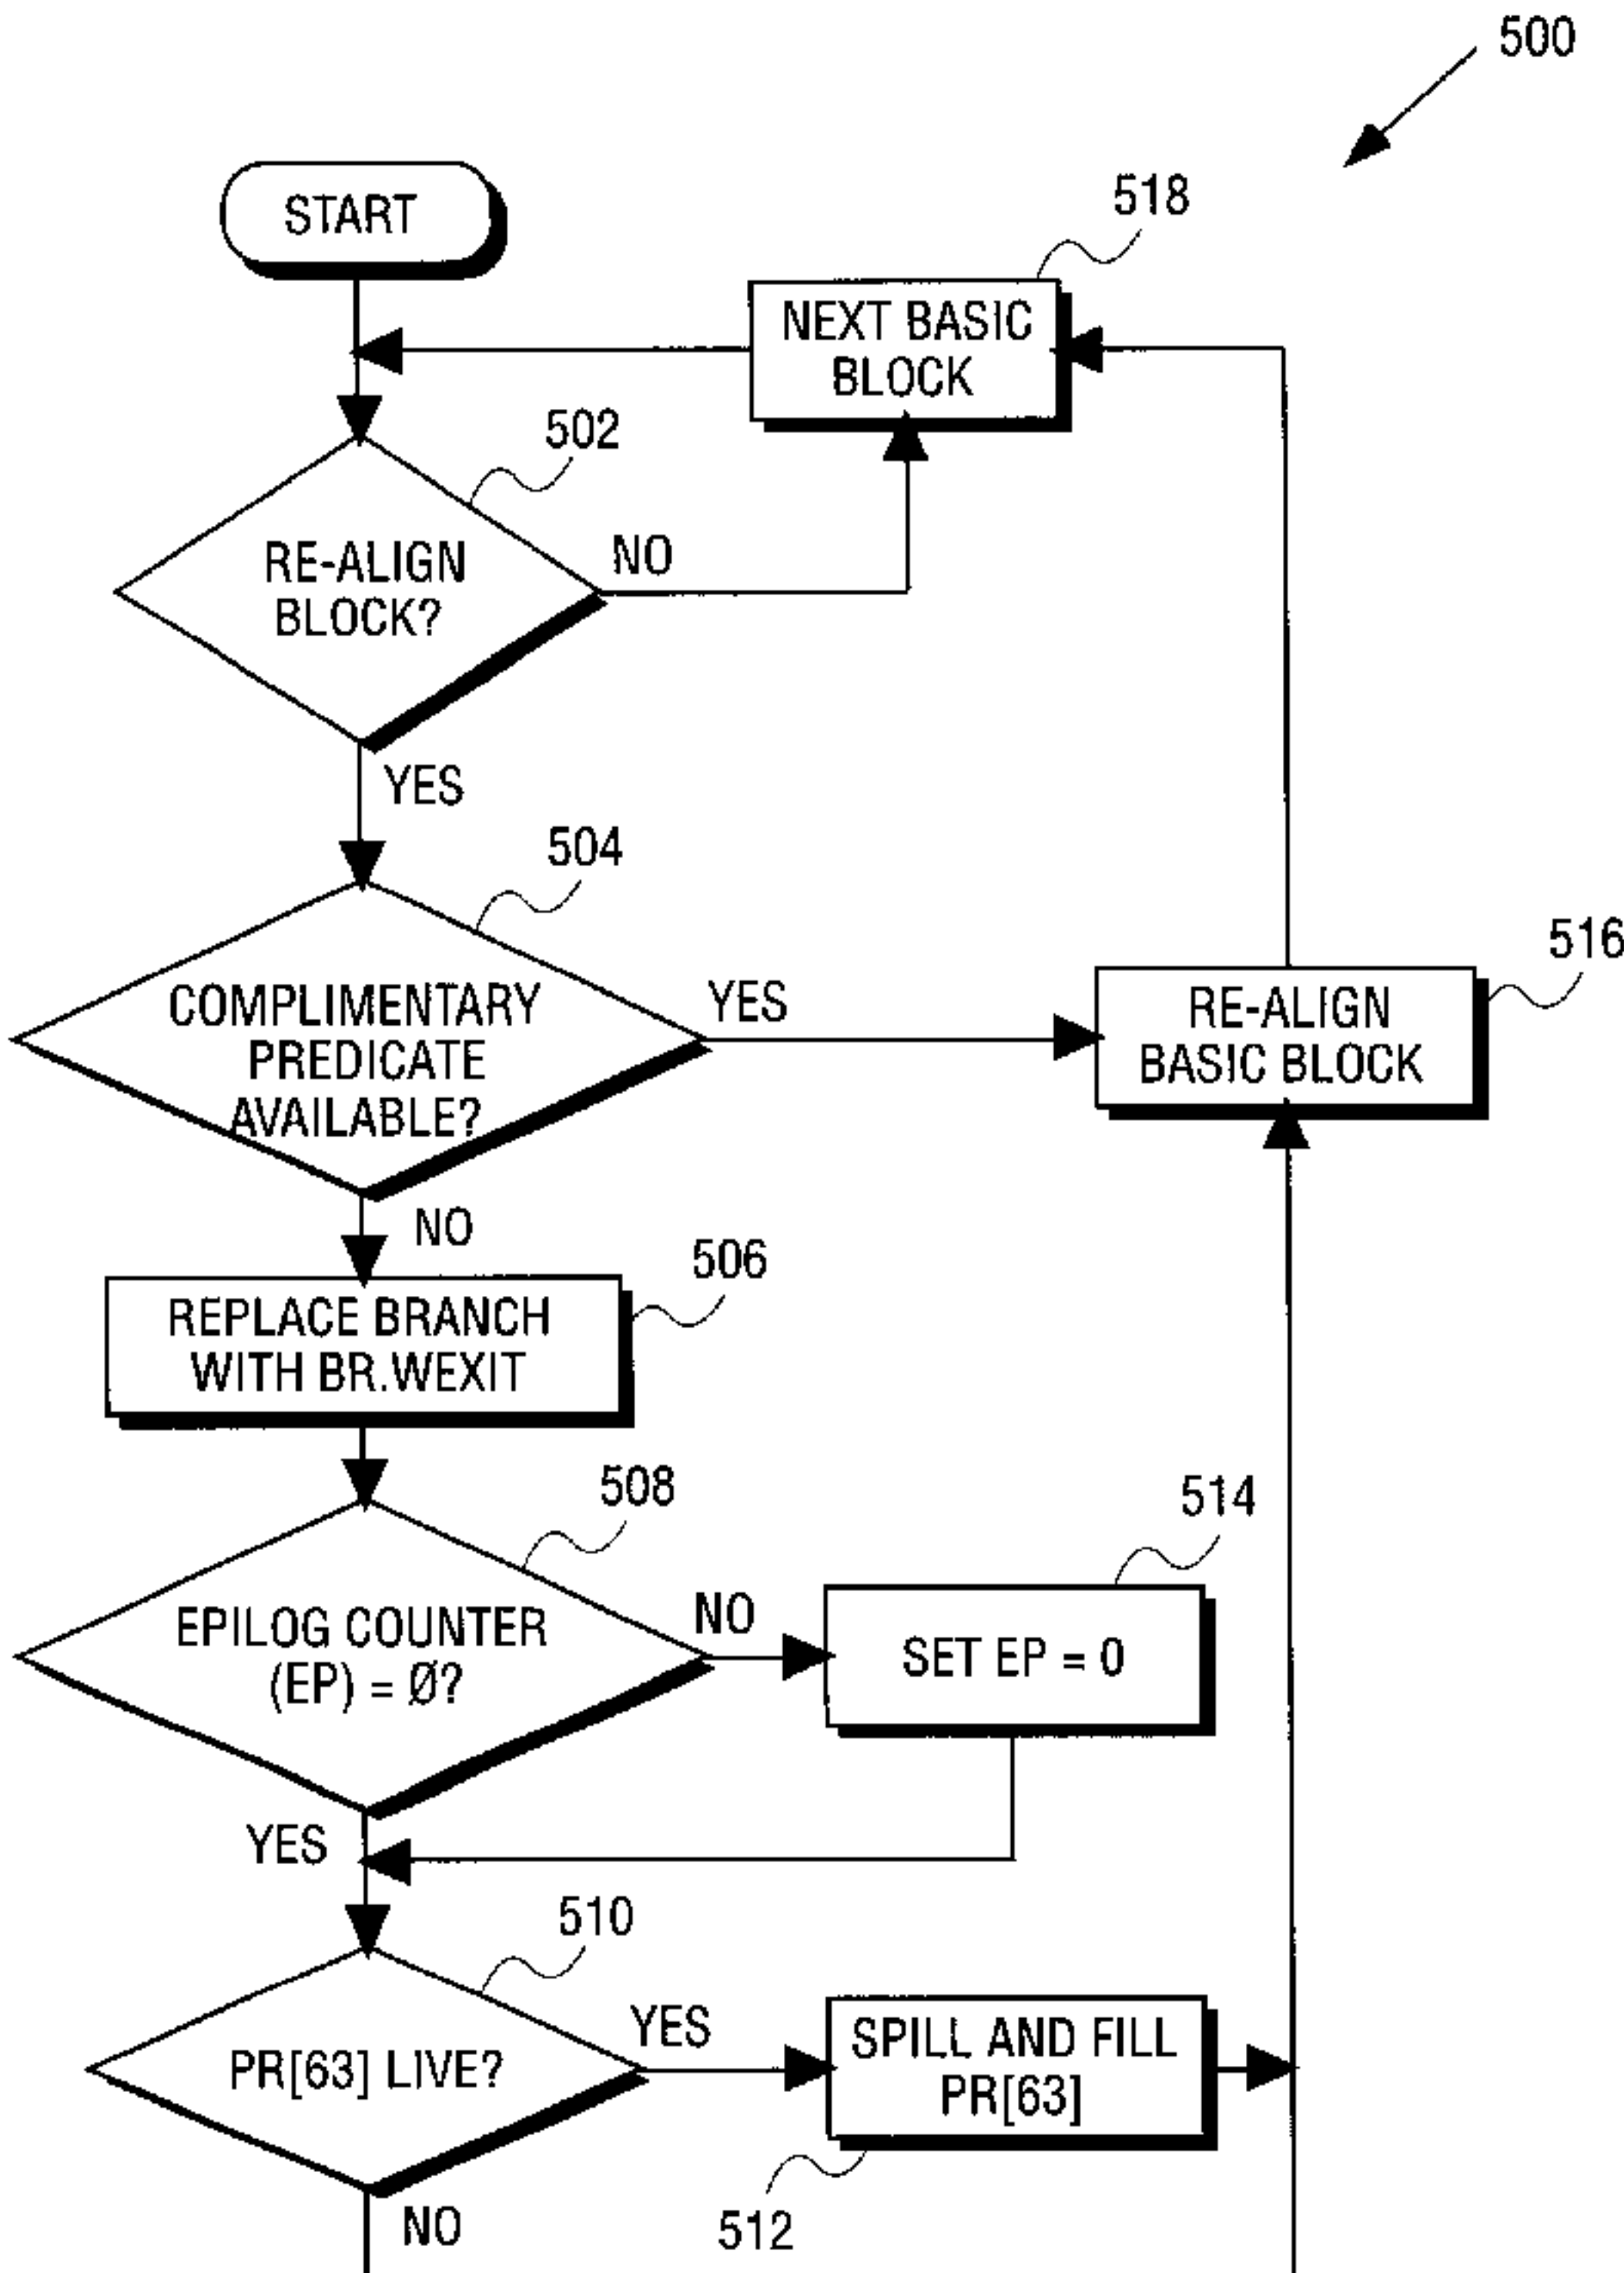 500
START
518
NEXT BASIC
BLOCK
502
RE-ALIGN
BLOCK?
NO
YES
504
COMPLIMENTARY
PREDICATE
AVAILABLE?
YES
516
RE-ALIGN
BASIC BLOCK
NO
506
REPLACE BRANCH
WITH BR.WEXIT
508
514
EPILOG COUNTER
(EP) = Ø?
NO
SET EP = 0
YES
510
PR[63] LIVE?
YES
SPILL AND FILL
PR[63]
NO
512